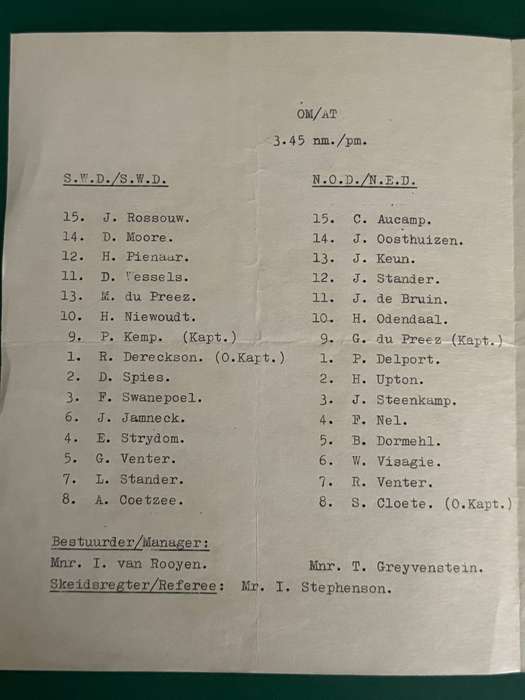 OM/AT
3.45 nm./pm.
S.W.D./S.W.D.
15. J. Rossouw.
14. D. Moore.
12. H. Pienaar.
11. D. Wessels.
13. M. du Preez.
10. H. Niewoudt.
9. P. Kemp. (Kapt.)
1. R. Dereckson. (O.Kapt.)
2. D. Spies.
3. F. Swanepoel.
6. J. Jamneck.
4. E. Strydom.
5. G. Venter.
7. L. Stander.
8. A. Coetzee.
N.O.D./N.E.D.
15. C. Aucamp.
14. J. Oosthuizen.
13. J. Keun.
12. J. Stander.
11. J. de Bruin.
10. H. Odendaal.
9. G. du Preez (Kapt.)
1. P. Delport.
2. H. Upton.
3. J. Steenkamp.
4. F. Nel.
5. B. Dormehl.
6. W. Visagie.
7. R. Venter.
8. S. Cloete. (O.Kapt.)
Bestuurder/Manager:
Mnr. I. van Rooyen. Mnr. T. Greyvenstein.
Skeidsregter/Referee: Mr. I. Stephenson.